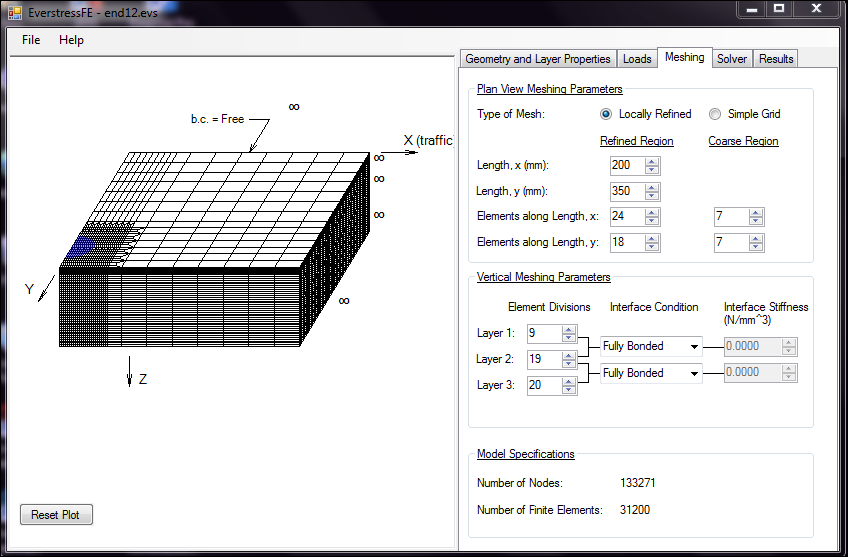 EverstressFE - end12.evs
File Help
Geometry and Layer Properties Loads Meshing Solver Results
b.c. = Free
∞
X (traffic)
∞
∞
∞
∞
Y
Z
Reset Plot
Plan View Meshing Parameters
Type of Mesh: Locally Refined Simple Grid
Refined Region Coarse Region
Length, x (mm): 200
Length, y (mm): 350
Elements along Length, x: 24 7
Elements along Length, y: 18 7
Vertical Meshing Parameters
Element Divisions Interface Condition Interface Stiffness
(N/mm^3)
Layer 1: 9
Fully Bonded 0.0000
Layer 2: 19
Fully Bonded 0.0000
Layer 3: 20
Model Specifications
Number of Nodes: 133271
Number of Finite Elements: 31200